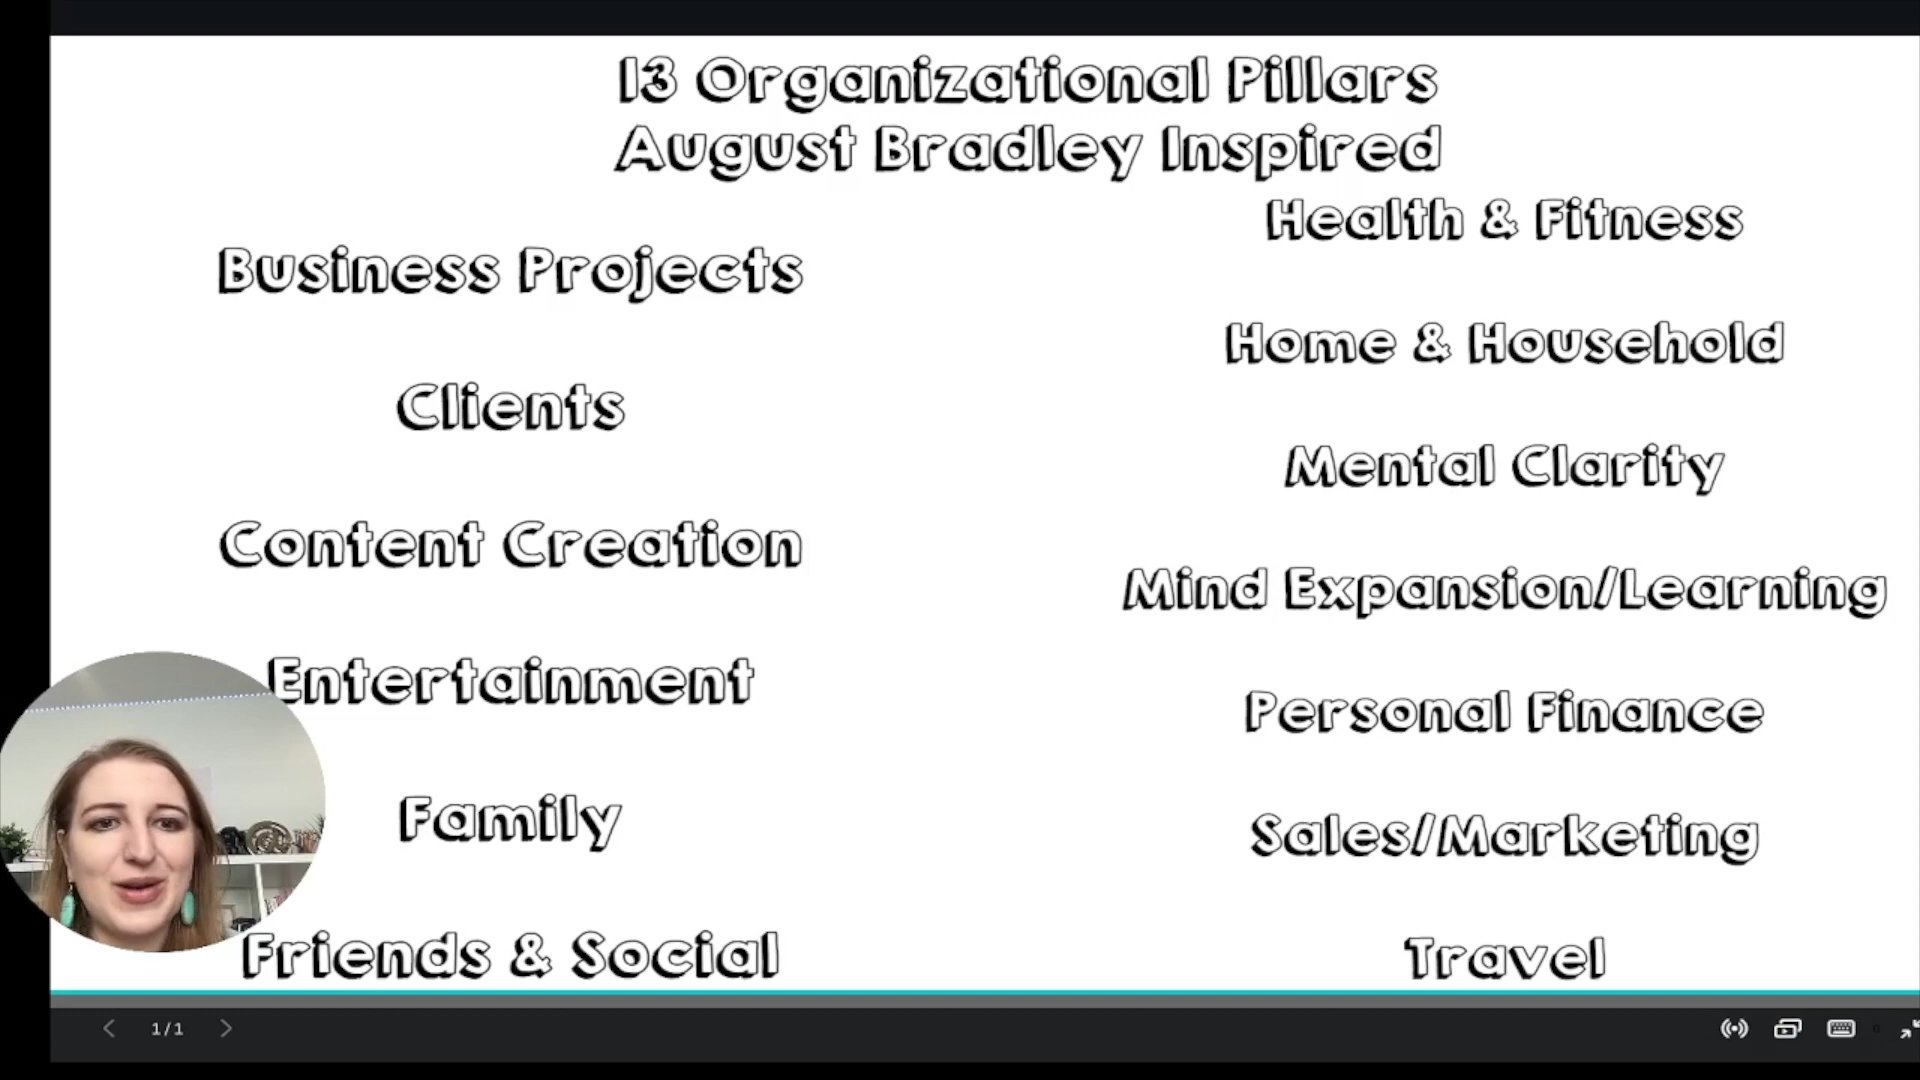 13 Organizational Pillars
August Bradley Inspired
Business Projects
Clients
Content Creation
Entertainment
Family
Friends & Social
Health & Fitness
Home & Household
Mental Clarity
Mind Expansion/Learning
Personal Finance
Sales/Marketing
Travel
1/1